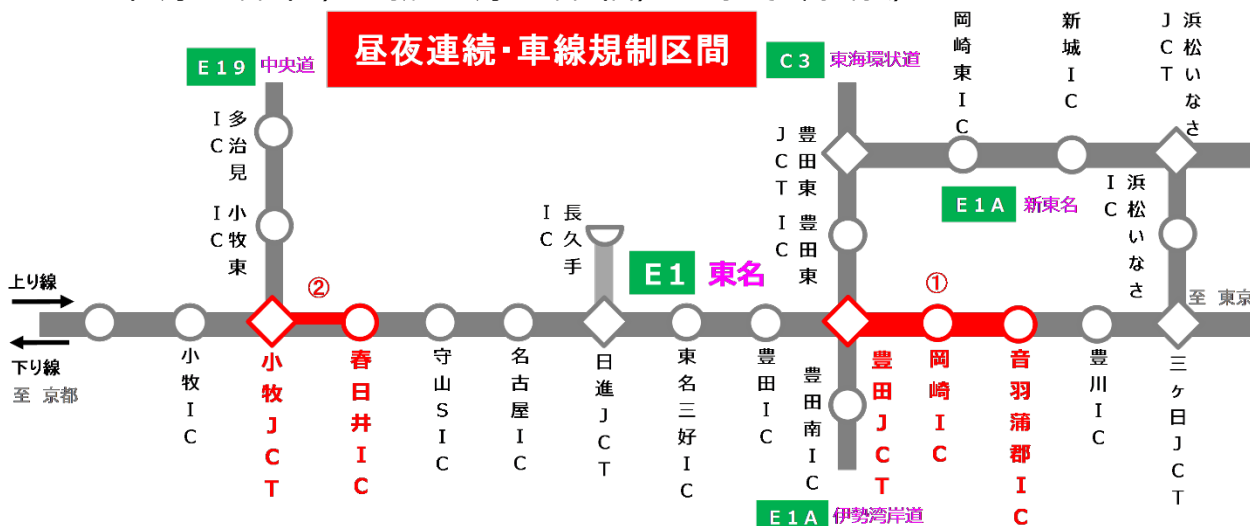 昼夜連続・車線規制区間
E19 中央道
C3 東海環状道
岡崎東IC
新城IC
浜松いなさJCT
多治見IC
小牧東IC
長久手IC
豊田東JCT
豊田東IC
浜松いなさIC
E1A 新東名
E1 東名
上り線
下り線
至 京都
至 東京
②
①
小牧IC
小牧JCT
春日井IC
守山SIC
名古屋IC
日進JCT
東名三好IC
豊田IC
豊田南IC
豊田JCT
岡崎IC
音羽蒲郡IC
豊川IC
三ヶ日JCT
E1A 伊勢湾岸道